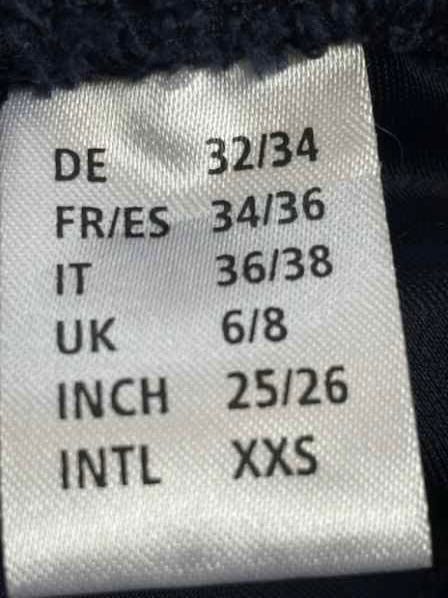 DE 32/34
FR/ES 34/36
IT 36/38
UK 6/8
INCH 25/26
INTL XXS